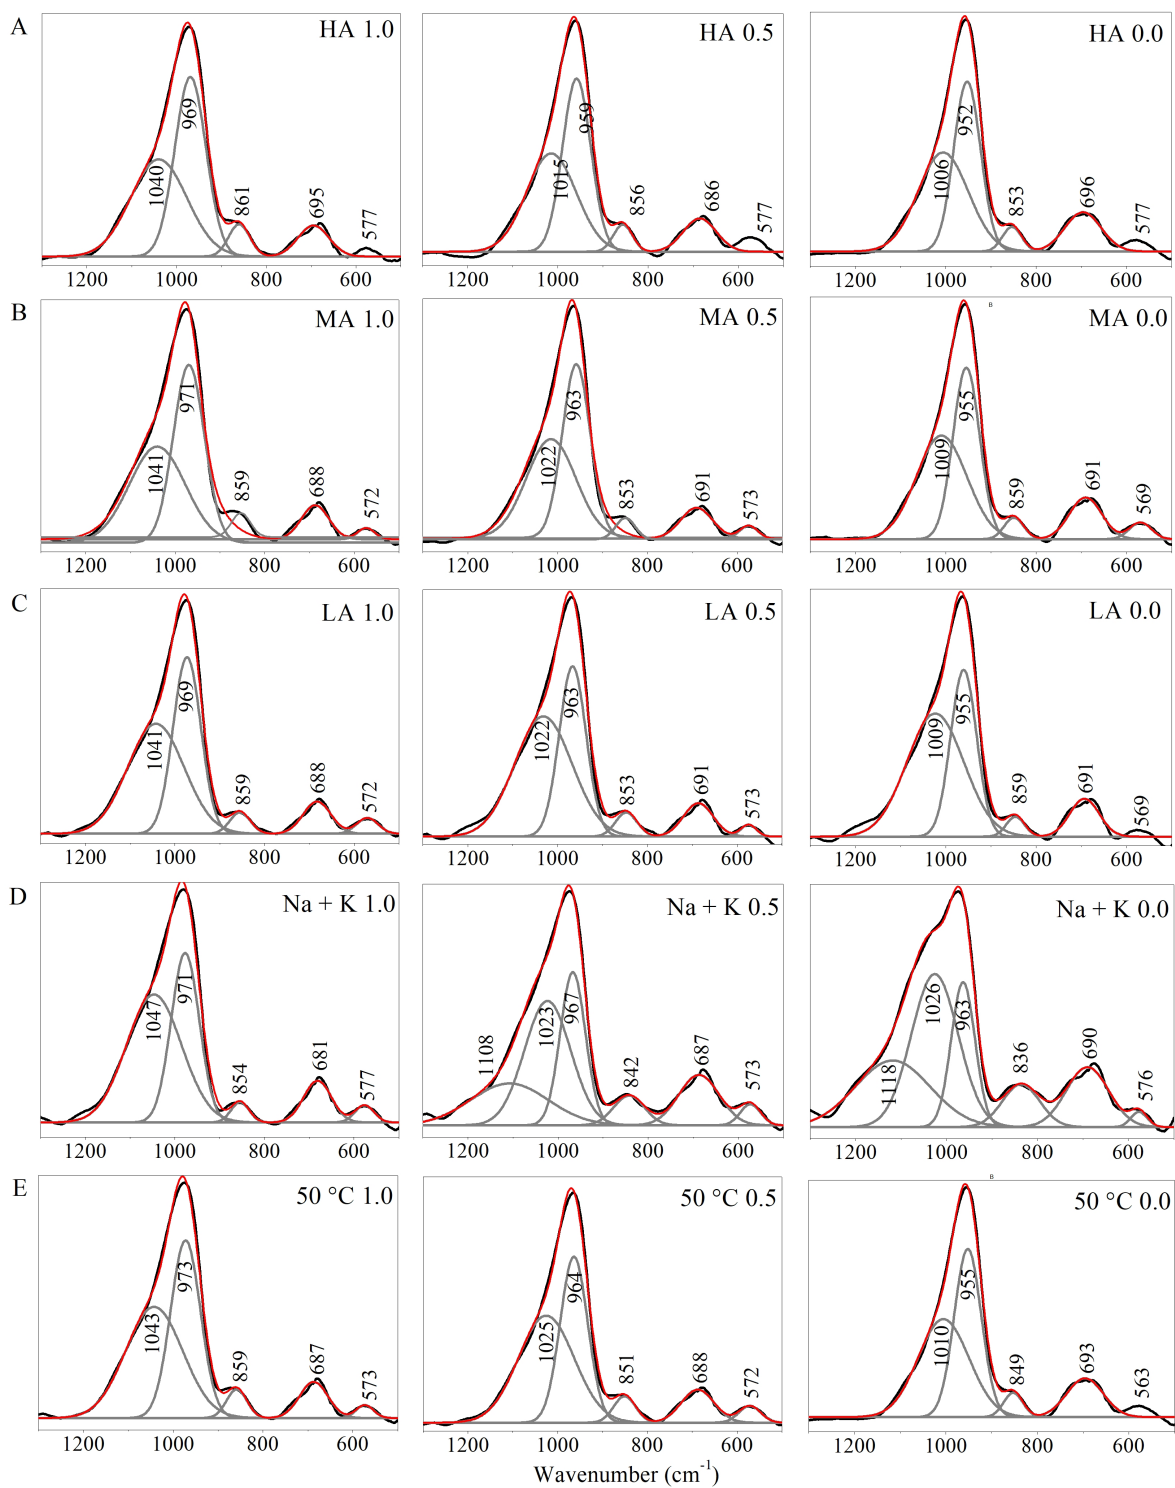 A
HA 1.0
1040
969
861
695
577
1200 1000 800 600
HA 0.5
1015
959
856
686
577
1200 1000 800 600
HA 0.0
1006
952
853
696
577
1200 1000 800 600
B
MA 1.0
1041
971
859
688
572
1200 1000 800 600
MA 0.5
1022
963
853
691
573
1200 1000 800 600
B
MA 0.0
1009
955
859
691
569
1200 1000 800 600
C
LA 1.0
1041
969
859
688
572
1200 1000 800 600
LA 0.5
1022
963
853
691
573
1200 1000 800 600
LA 0.0
1009
955
859
691
569
1200 1000 800 600
D
Na + K 1.0
1047
971
854
681
577
1200 1000 800 600
Na + K 0.5
1108
1023
967
842
687
573
1200 1000 800 600
Na + K 0.0
1118
1026
963
836
690
576
1200 1000 800 600
E
50 °C 1.0
1043
973
859
687
573
1200 1000 800 600
50 °C 0.5
1025
964
851
688
572
1200 1000 800 600
B
50 °C 0.0
1010
955
849
693
563
1200 1000 800 600
Wavenumber (cm⁻¹)